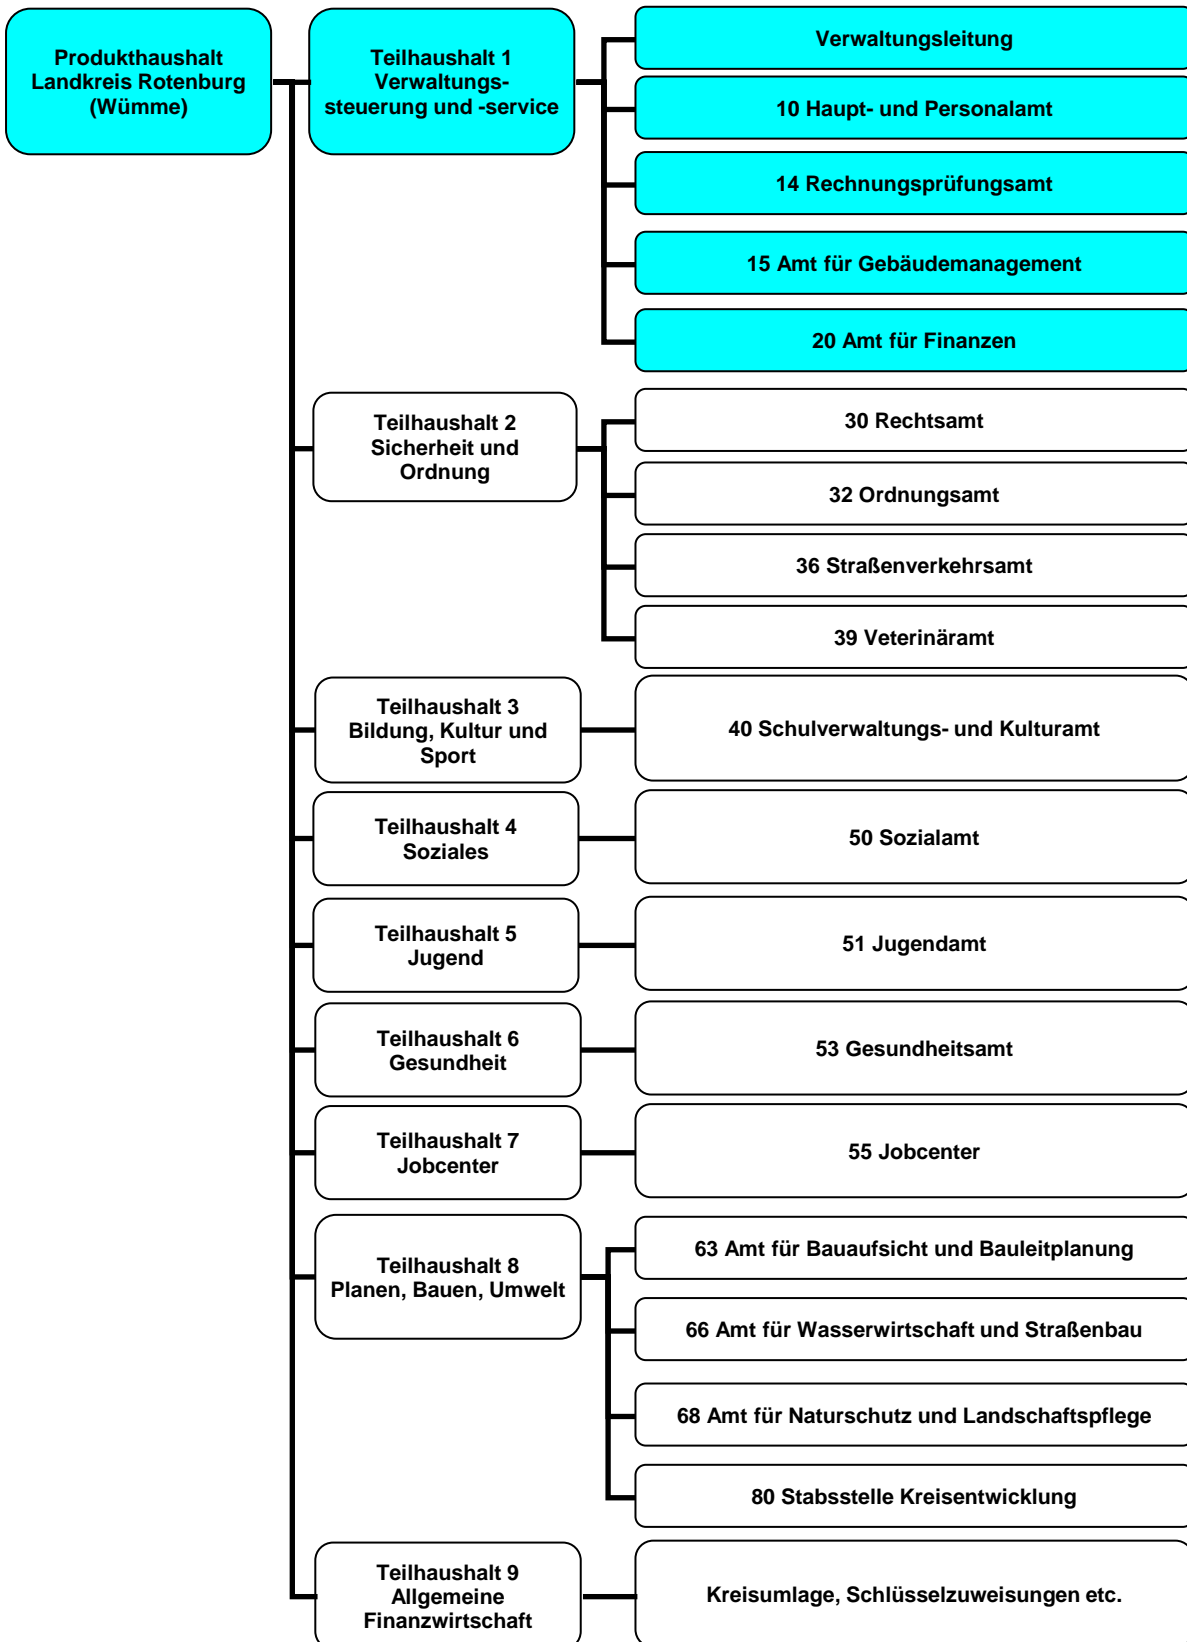 Produkthaushalt
Landkreis Rotenburg
(Wümme)
Teilhaushalt 1
Verwaltungs-
steuerung und -service
Verwaltungsleitung
10 Haupt- und Personalamt
14 Rechnungsprüfungsamt
15 Amt für Gebäudemanagement
20 Amt für Finanzen
Teilhaushalt 2
Sicherheit und
Ordnung
30 Rechtsamt
32 Ordnungsamt
36 Straßenverkehrsamt
39 Veterinäramt
Teilhaushalt 3
Bildung, Kultur und
Sport
40 Schulverwaltungs- und Kulturamt
Teilhaushalt 4
Soziales
50 Sozialamt
Teilhaushalt 5
Jugend
51 Jugendamt
Teilhaushalt 6
Gesundheit
53 Gesundheitsamt
Teilhaushalt 7
Jobcenter
55 Jobcenter
Teilhaushalt 8
Planen, Bauen, Umwelt
63 Amt für Bauaufsicht und Bauleitplanung
66 Amt für Wasserwirtschaft und Straßenbau
68 Amt für Naturschutz und Landschaftspflege
80 Stabsstelle Kreisentwicklung
Teilhaushalt 9
Allgemeine
Finanzwirtschaft
Kreisumlage, Schlüsselzuweisungen etc.